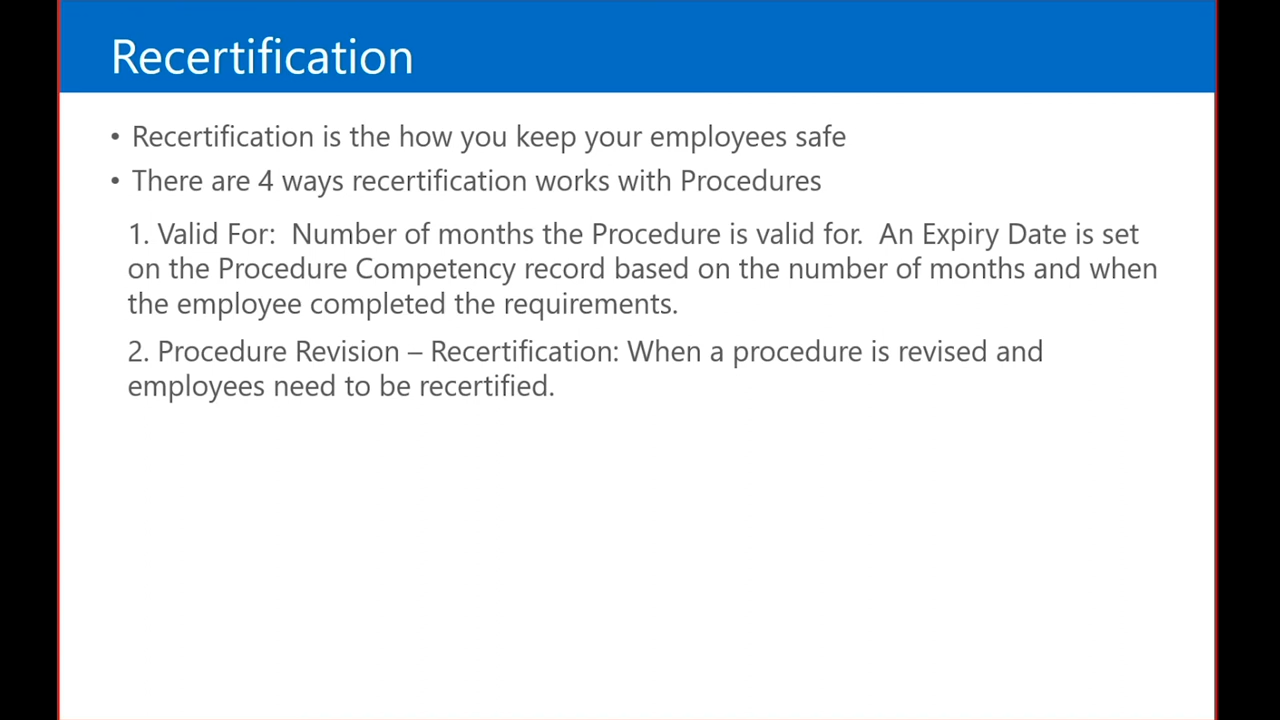 Recertification
• Recertification is the how you keep your employees safe
• There are 4 ways recertification works with Procedures
1. Valid For:  Number of months the Procedure is valid for.  An Expiry Date is set
on the Procedure Competency record based on the number of months and when
the employee completed the requirements.
2. Procedure Revision – Recertification: When a procedure is revised and
employees need to be recertified.